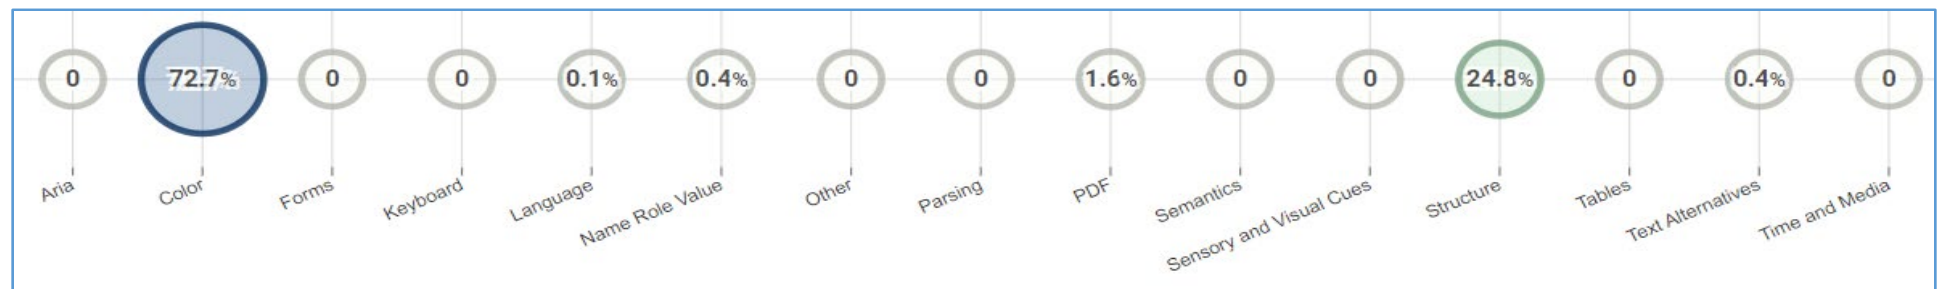 0 72.7% 0 0 0.1% 0.4% 0 0 1.6% 0 0 24.8% 0 0.4% 0
Aria Color Forms Keyboard Language Name Role Value Other Parsing PDF Semantics Sensory and Visual Cues Structure Tables Text Alternatives Time and Media